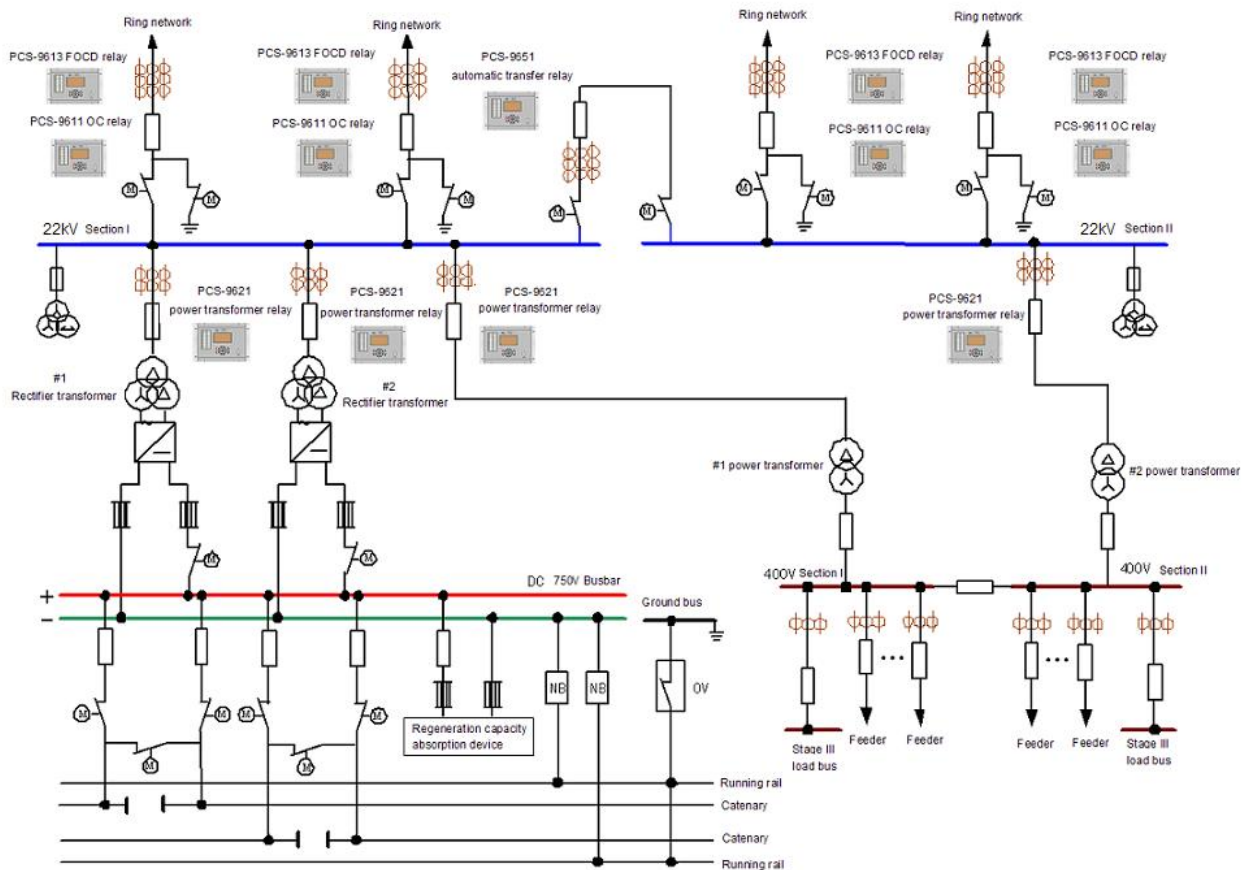 Ring network
Ring network
Ring network
Ring network
PCS-9613 FOCD relay
PCS-9613 FOCD relay
PCS-9651
automatic transfer relay
PCS-9613 FOCD relay
PCS-9613 FOCD relay
PCS-9611 OC relay
PCS-9611 OC relay
PCS-9611 OC relay
PCS-9611 OC relay
M
M
M
M
M
M
M
M
M
M
22kV Section I
22kV Section II
PCS-9621
power transformer relay
PCS-9621
power transformer relay
PCS-9621
power transformer relay
PCS-9621
power transformer relay
#1
Rectifier transformer
#2
Rectifier transformer
#1 power transformer
#2 power transformer
M
M
DC 750V Busbar
+
−
Ground bus
400V Section I
400V Section II
NB
NB
OV
M
M
M
M
M
M
Regeneration capacity
absorption device
Stage III
load bus
Feeder
Feeder
Feeder
Feeder
Stage III
load bus
Running rail
Catenary
Catenary
Running rail